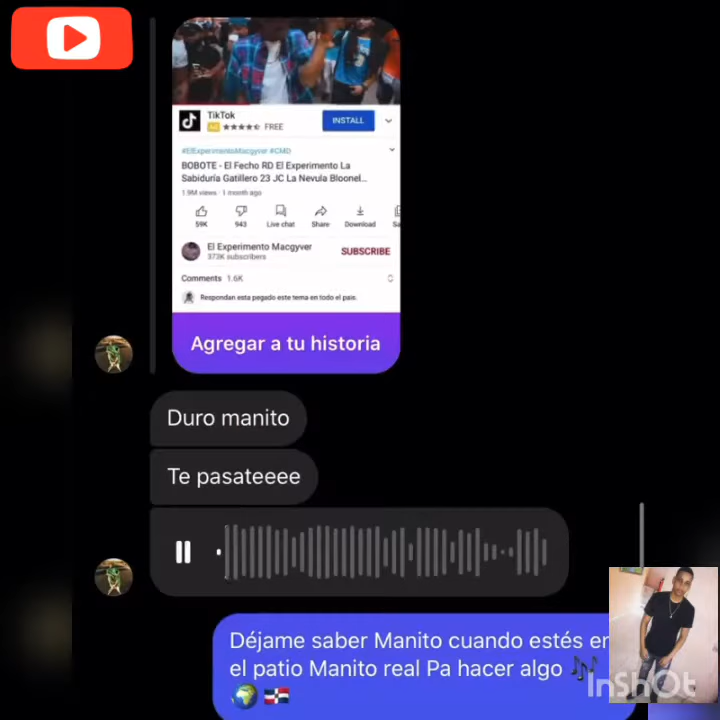 TikTok
Ad FREE
INSTALL
#ElExperimentoMacgyver #CMD
BOBOTE - El Fecho RD El Experimento La
Sabiduría Gatillero 23 JC La Nevula Bloonel...
1.9M views · 1 month ago
59K
943
Live chat
Share
Download
Sa
El Experimento Macgyver
373K subscribers
SUBSCRIBE
Comments 1.6K
Respondan esta pegado este tema en todo el pais.
Agregar a tu historia
Duro manito
Te pasateeee
Déjame saber Manito cuando estés en
el patio Manito real Pa hacer algo 🎶
🌍 🇩🇴
InShOt